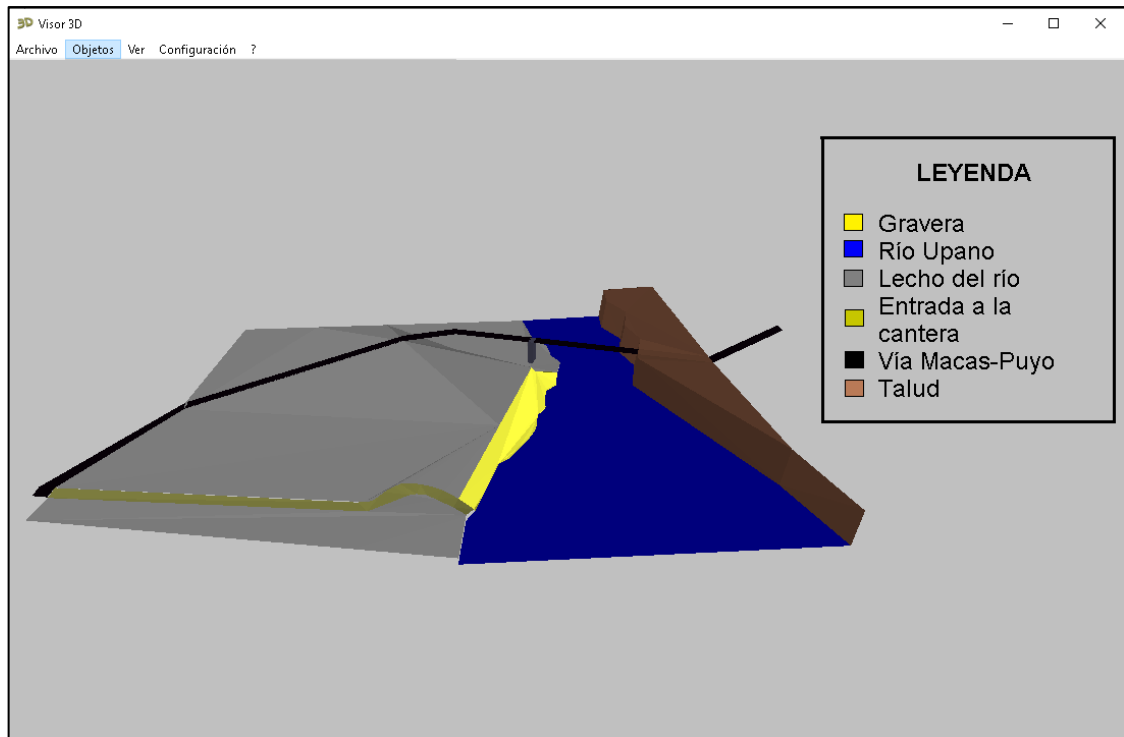 3D Visor 3D
Archivo Objetos Ver Configuración ?
LEYENDA
Gravera
Río Upano
Lecho del río
Entrada a la
cantera
Vía Macas-Puyo
Talud